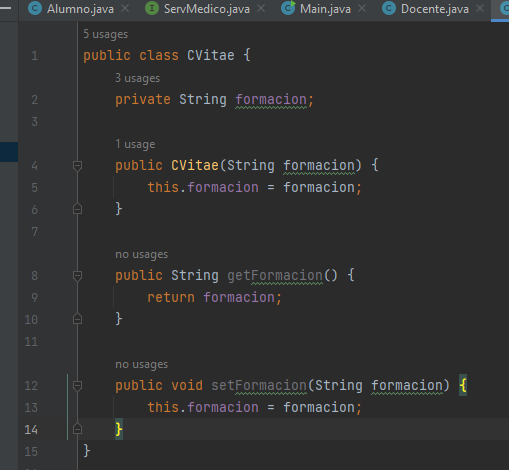 Alumno.java ServMedico.java Main.java Docente.java
5 usages
1 public class CVitae {
3 usages
2 private String formacion;
3
1 usage
4 public CVitae(String formacion) {
5 this.formacion = formacion;
6 }
7
no usages
8 public String getFormacion() {
9 return formacion;
10 }
11
no usages
12 public void setFormacion(String formacion) {
13 this.formacion = formacion;
14 }
15 }